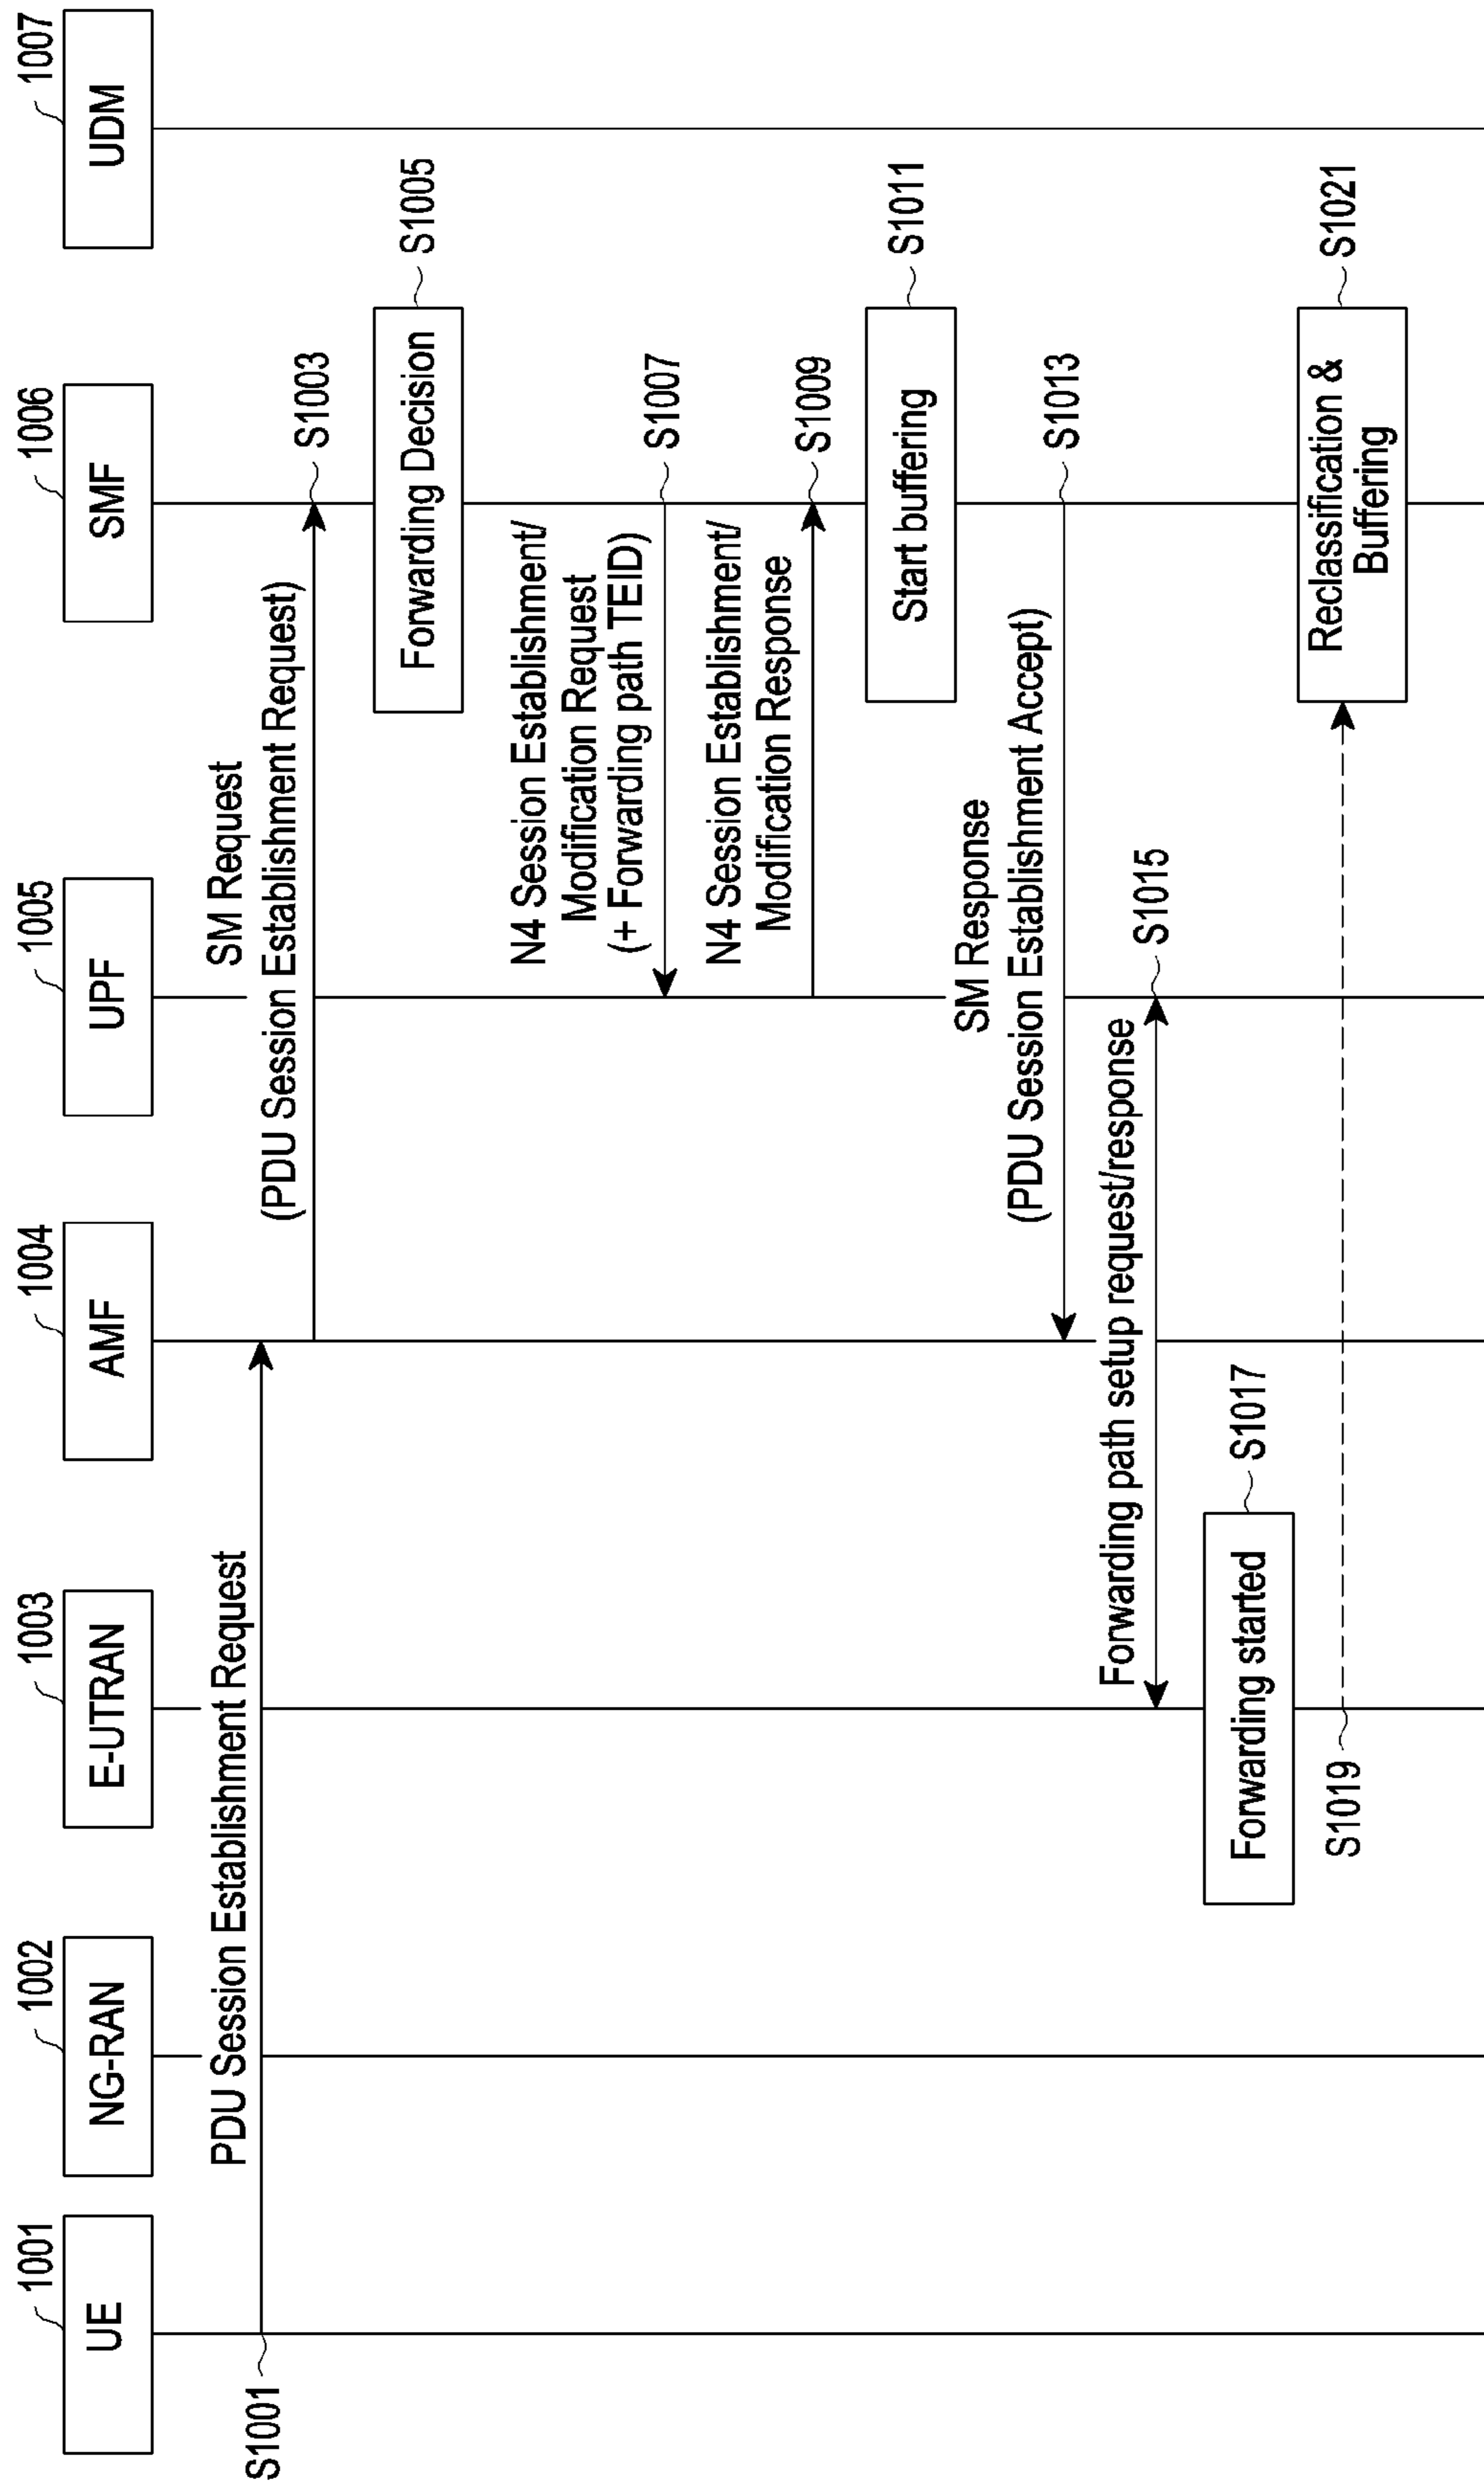 1001
1002
1003
1004
1005
1006
1007
UE
NG-RAN
E-UTRAN
AMF
UPF
SMF
UDM
PDU Session Establishment Request
S1001
SM Request
(PDU Session Establishment Request)
S1003
Forwarding Decision
S1005
N4 Session Establishment/
Modification Request
(+ Forwarding path TEID)
S1007
N4 Session Establishment/
Modification Response
S1009
Start buffering
S1011
SM Response
(PDU Session Establishment Accept)
S1013
Forwarding path setup request/response
S1015
Forwarding started
S1017
S1019
Reclassification &
Buffering
S1021